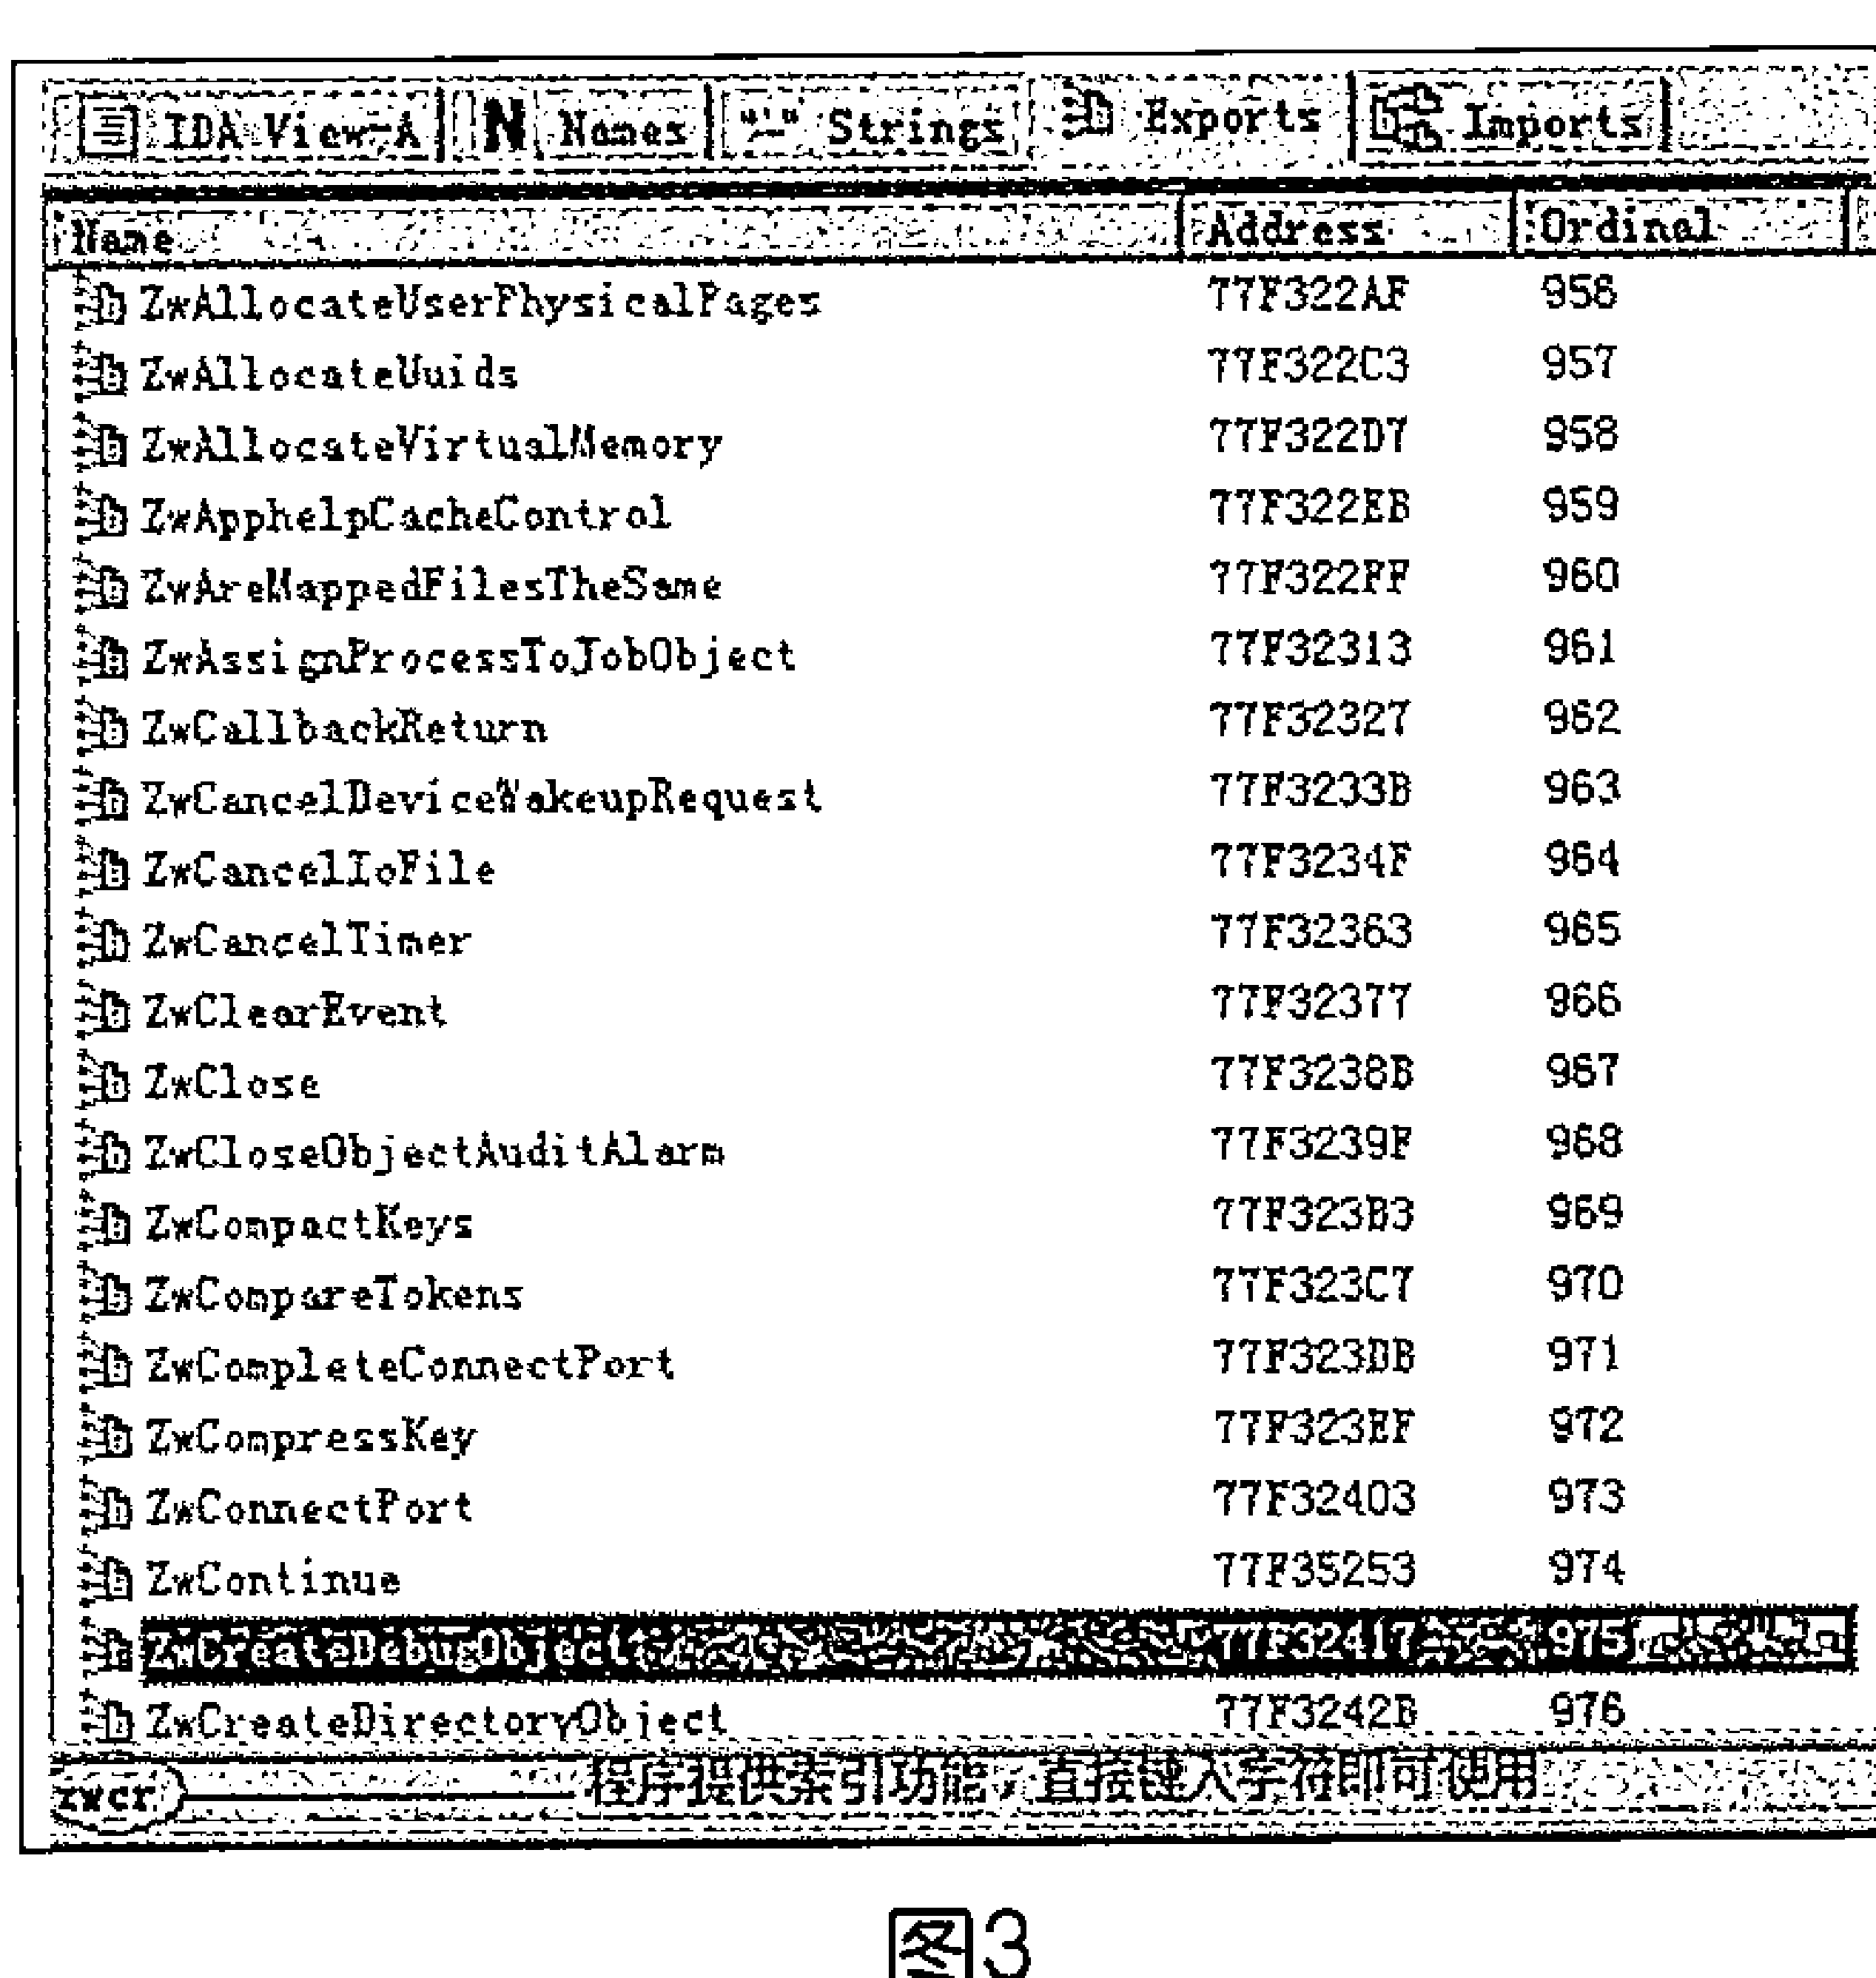 IDA View-A N Names "..." Strings Exports Imports
Name Address Ordinal
ZwAllocateUserPhysicalPages 77F322AF 956
ZwAllocateUuids 77F322C3 957
ZwAllocateVirtualMemory 77F322D7 958
ZwApphelpCacheControl 77F322EB 959
ZwAreMappedFilesTheSame 77F322FF 960
ZwAssignProcessToJobObject 77F32313 961
ZwCallbackReturn 77F32327 962
ZwCancelDeviceWakeupRequest 77F3233B 963
ZwCancelIoFile 77F3234F 964
ZwCancelTimer 77F32363 965
ZwClearEvent 77F32377 966
ZwClose 77F3238B 967
ZwCloseObjectAuditAlarm 77F3239F 968
ZwCompactKeys 77F323B3 969
ZwCompareTokens 77F323C7 970
ZwCompleteConnectPort 77F323DB 971
ZwCompressKey 77F323EF 972
ZwConnectPort 77F32403 973
ZwContinue 77F35253 974
ZwCreateDebugObject 77F32417 975
ZwCreateDirectoryObject 77F3242B 976
zwcr 程序提供索引功能，直接键入字符即可使用
图3